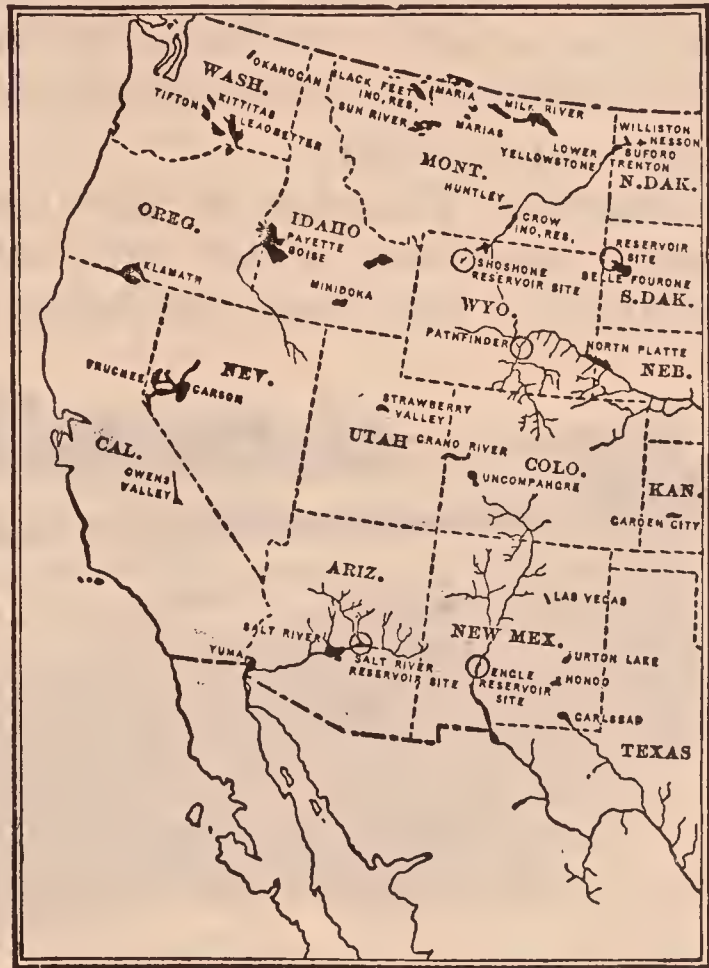 OKANOGAN
WASH.
KITTITAS
TIFTON
LEADBETTER
BLACK FEET
IND. RES.
SUN RIVER
MARIA
MARIAS
MILK RIVER
MONT.
LOWER
YELLOWSTONE
HUNTLEY
CROW
IND. RES.
WILLISTON
NESSON
BUFORD
TRENTON
N. DAK.
OREG.
IDAHO
PAYETTE
BOISE
MINIDOKA
KLAMATH
SHOSHONE
RESERVOIR SITE
RESERVOIR
SITE
BELLE FOURONE
S. DAK.
WYO.
PATHFINDER
NORTH PLATTE
NEB.
NEV.
CARSON
STRAWBERRY
VALLEY
UTAH
GRAND RIVER
COLO.
UNCOMPAHGRE
KAN.
GARDEN CITY
CAL.
OWENS
VALLEY
ARIZ.
SALT RIVER
SALT RIVER
RESERVOIR SITE
YUMA
LAS VEGAS
NEW MEX.
URTON LAKE
HONDO
ENGLE
RESERVOIR
SITE
CARLSBAD
TEXAS